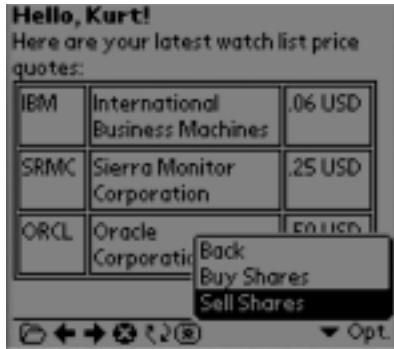 Hello, Kurt!
Here are your latest watch list price
quotes:
IBM International .06 USD
Business Machines
SRMC Sierra Monitor .25 USD
Corporation
ORCL Oracle
Back
Buy Shares
Sell Shares
Opt.